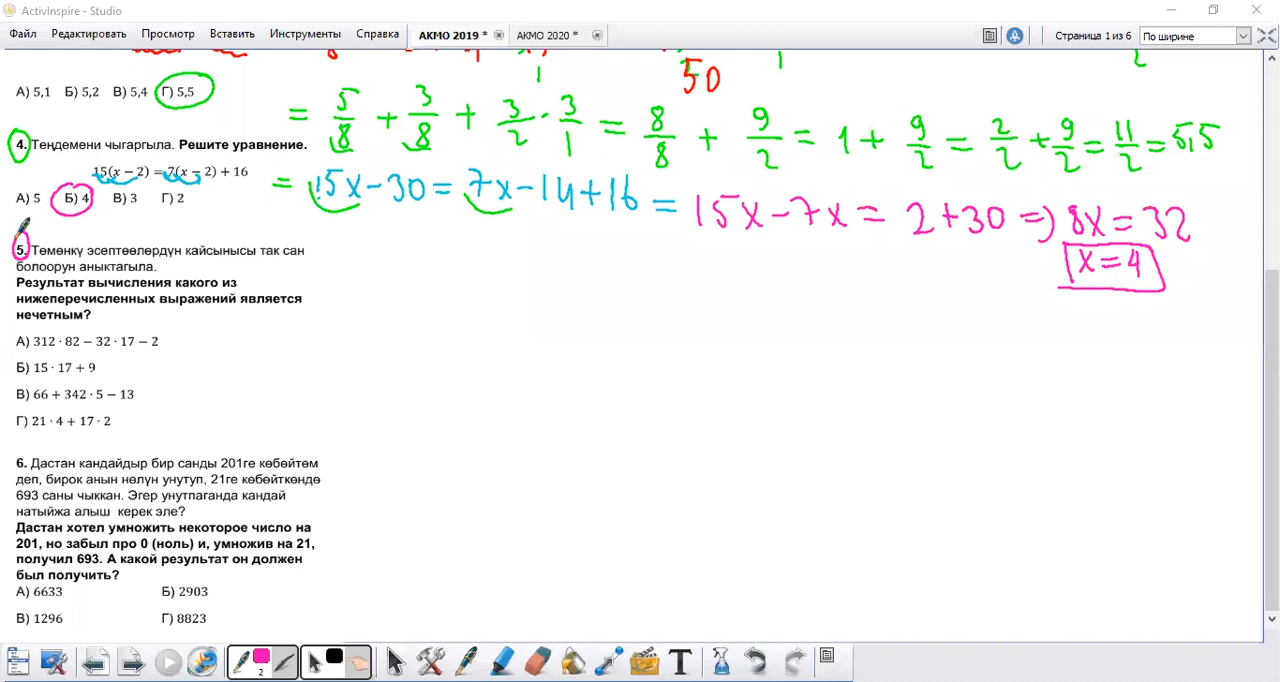 ActivInspire - Studio
Файл Редактировать Просмотр Вставить Инструменты Справка АКМО 2019 * АКМО 2020 * Страница 1 из 6 По ширине
50
А) 5,1 Б) 5,2 В) 5,4 Г) 5,5
= 5/8 + 3/8 + 3/2 · 3/1 = 8/8 + 9/2 = 1 + 9/2 = 2/2 + 9/2 = 11/2 = 5,5
4. Теңдемени чыгаргыла. Решите уравнение.
15(x − 2) = 7(x − 2) + 16
= 15x − 30 = 7x − 14 + 16 = 15x − 7x = 2 + 30 => 8x = 32
x = 4
А) 5 Б) 4 В) 3 Г) 2
5. Төмөнкү эсептөөлөрдүн кайсынысы так сан
болоорун аныктагыла.
Результат вычисления какого из
нижеперечисленных выражений является
нечетным?
А) 312 · 82 − 32 · 17 − 2
Б) 15 · 17 + 9
В) 66 + 342 · 5 − 13
Г) 21 · 4 + 17 · 2
6. Дастан кандайдыр бир санды 201ге көбөйтөм
деп, бирок анын нөлүн унутуп, 21ге көбөйткөндө
693 саны чыккан. Эгер унутпаганда кандай
натыйжа алыш керек эле?
Дастан хотел умножить некоторое число на
201, но забыл про 0 (ноль) и, умножив на 21,
получил 693. А какой результат он должен
был получить?
А) 6633 Б) 2903
В) 1296 Г) 8823
2